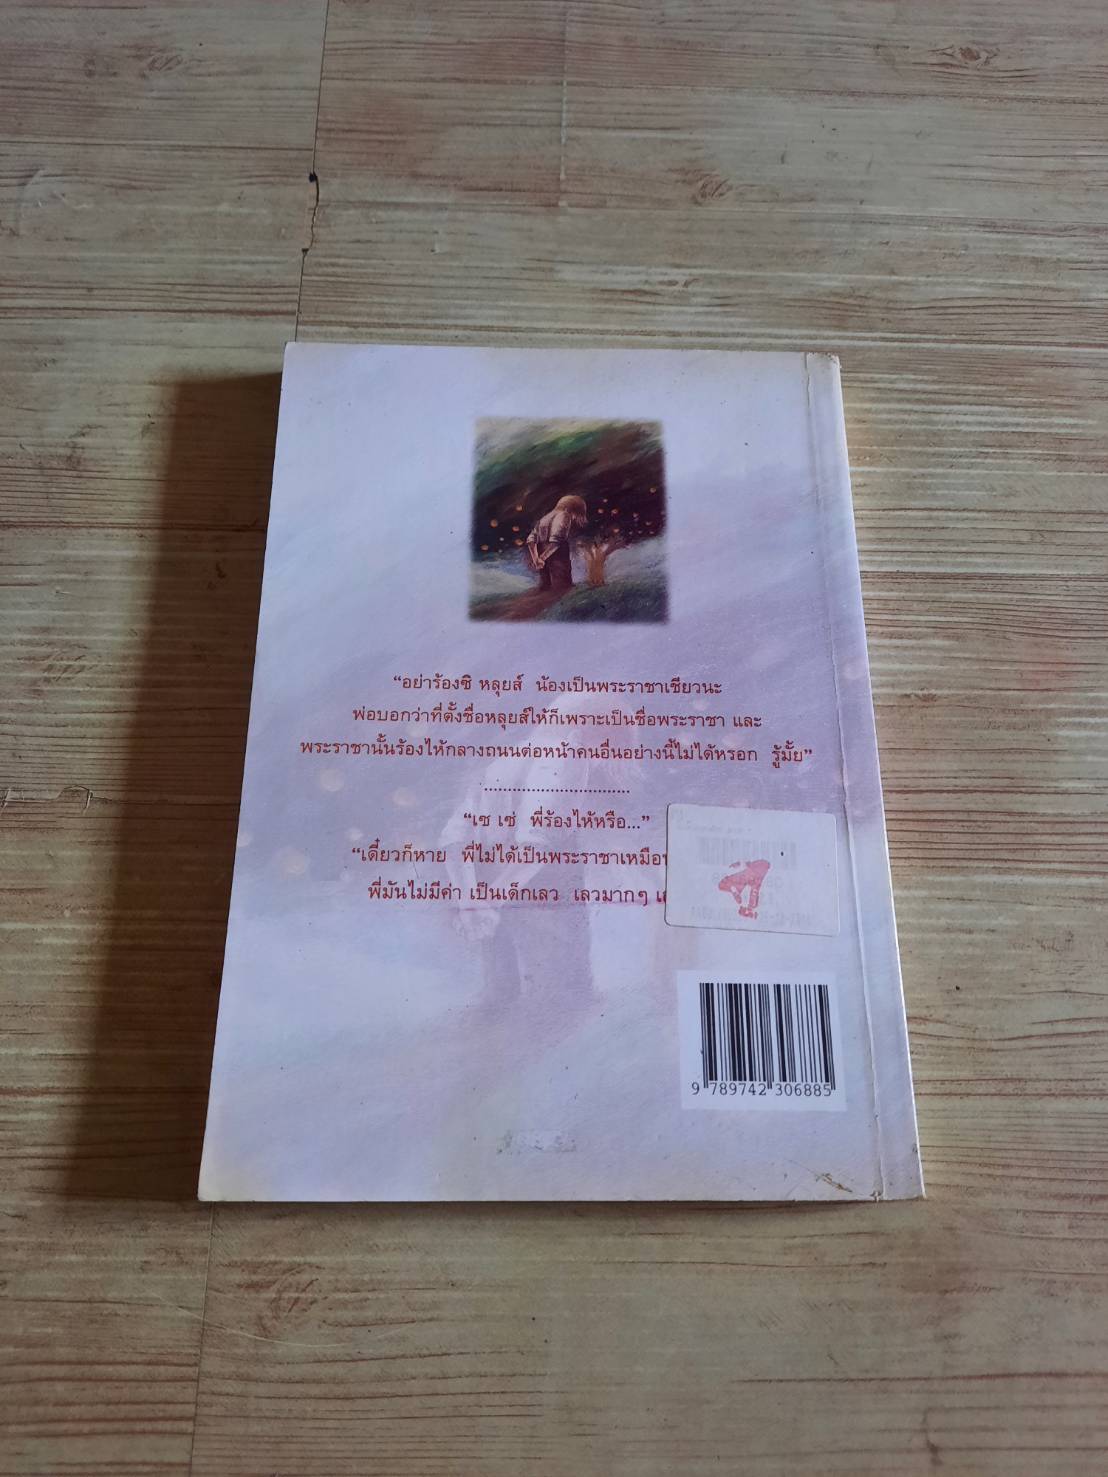 “อย่าร้องซิ หลุยส์ น้องเป็นพระราชาเชียวนะ
พ่อบอกว่าที่ตั้งชื่อหลุยส์ให้ก็เพราะเป็นชื่อพระราชา และ
พระราชานั้นร้องไห้กลางถนนต่อหน้าคนอื่นอย่างนี้ไม่ได้หรอก รู้มั้ย”
................................
“เซ เซ่ พี่ร้องไห้หรือ...”
“เดี๋ยวก็หาย พี่ไม่ได้เป็นพระราชาเหมือน
พี่มันไม่มีค่า เป็นเด็กเลว เลวมากๆ
9 789742 306885